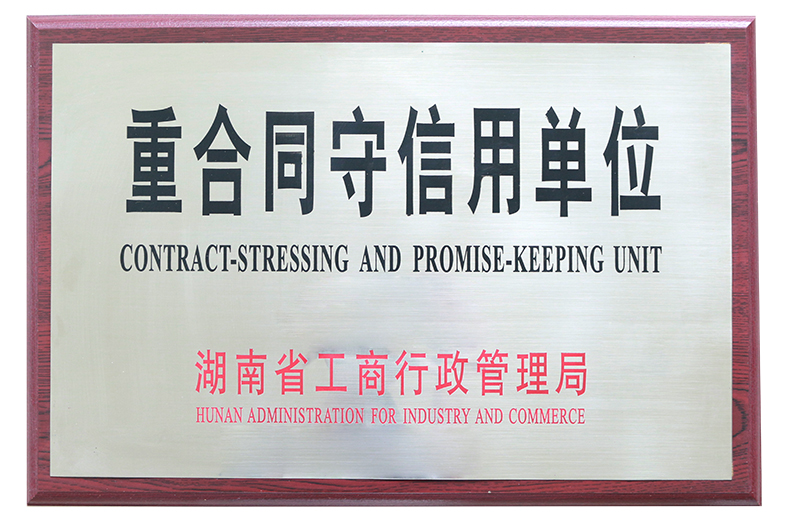 重合同守信用单位
CONTRACT-STRESSING AND PROMISE-KEEPING UNIT
湖南省工商行政管理局
HUNAN ADMINISTRATION FOR INDUSTRY AND COMMERCE